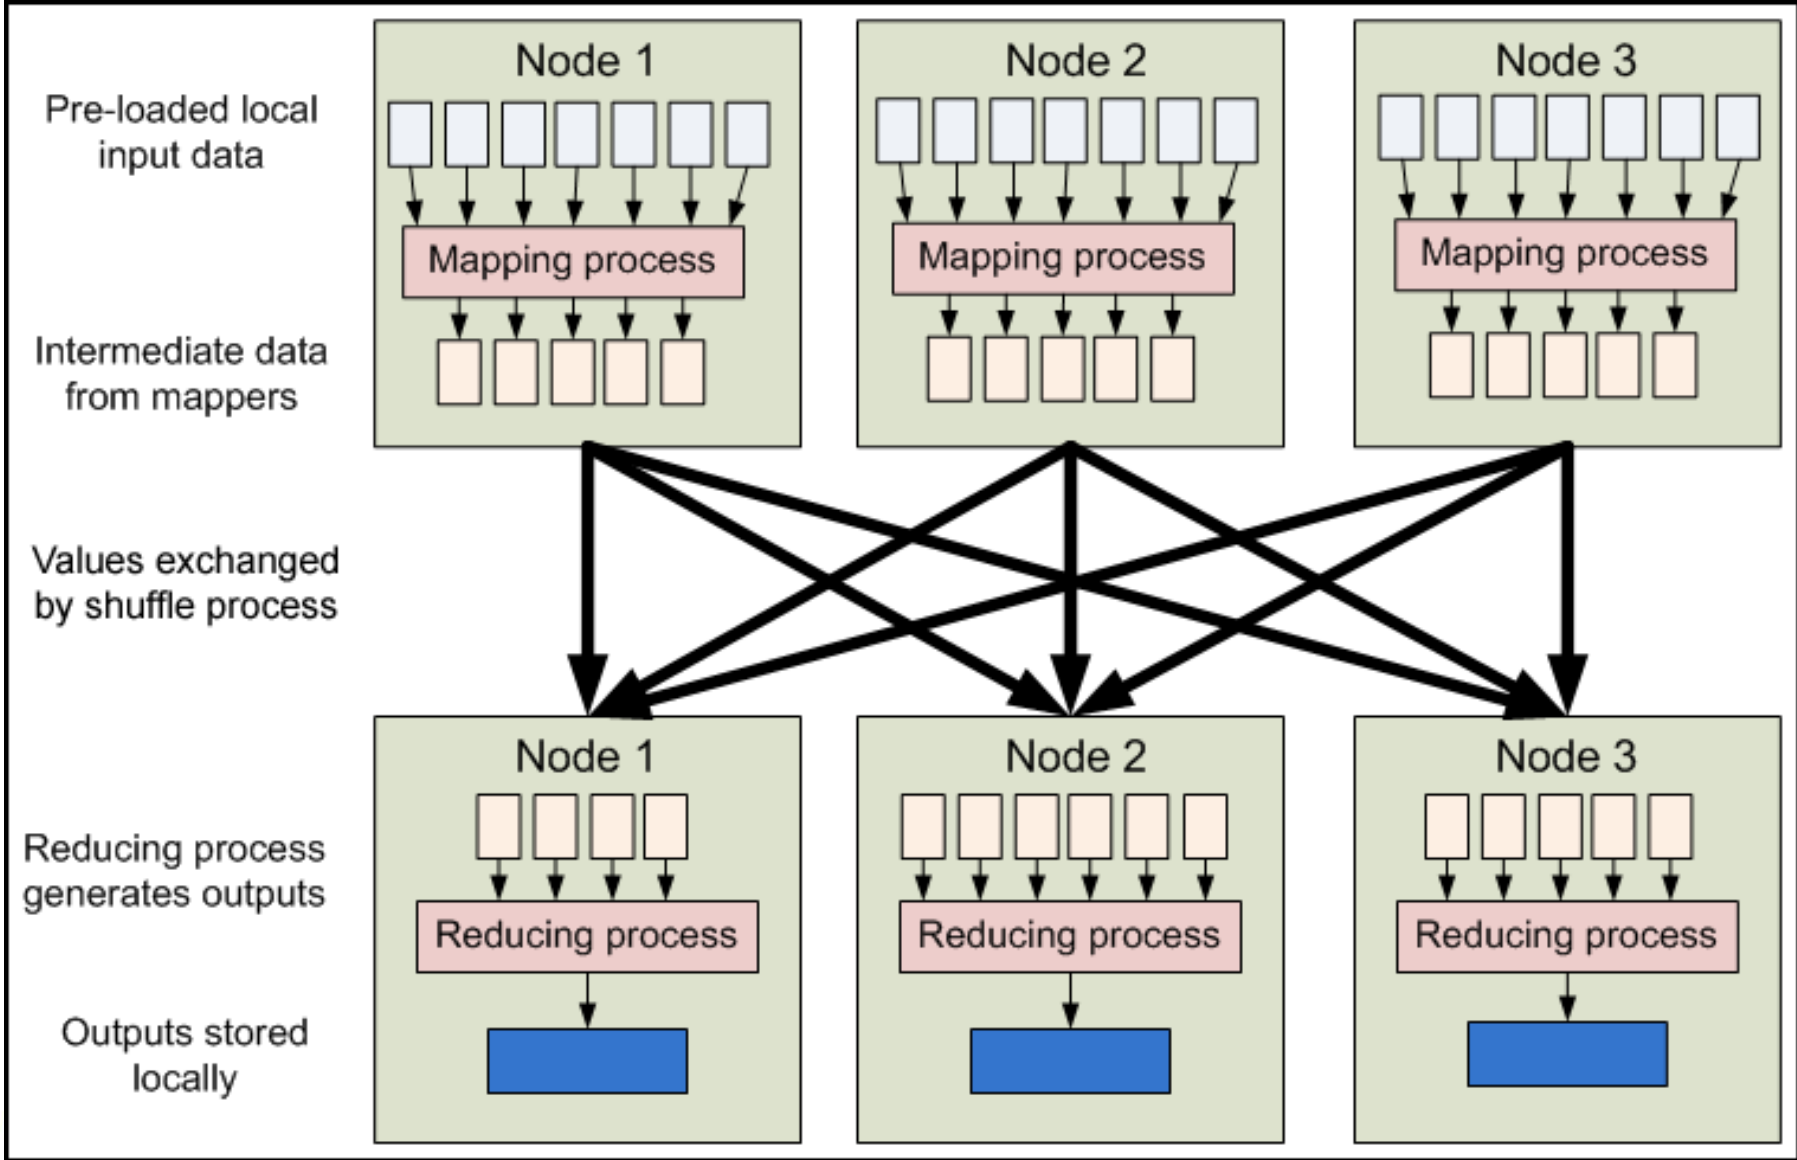 Node 1
Node 2
Node 3
Pre-loaded local
input data
Mapping process
Mapping process
Mapping process
Intermediate data
from mappers
Values exchanged
by shuffle process
Node 1
Node 2
Node 3
Reducing process
generates outputs
Reducing process
Reducing process
Reducing process
Outputs stored
locally